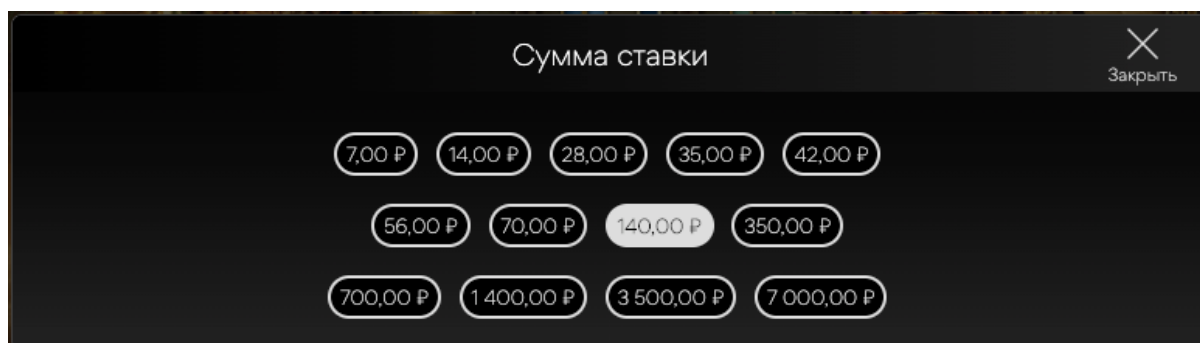 Сумма ставки
Закрыть
7,00 ₽ 14,00 ₽ 28,00 ₽ 35,00 ₽ 42,00 ₽
56,00 ₽ 70,00 ₽ 140,00 ₽ 350,00 ₽
700,00 ₽ 1 400,00 ₽ 3 500,00 ₽ 7 000,00 ₽